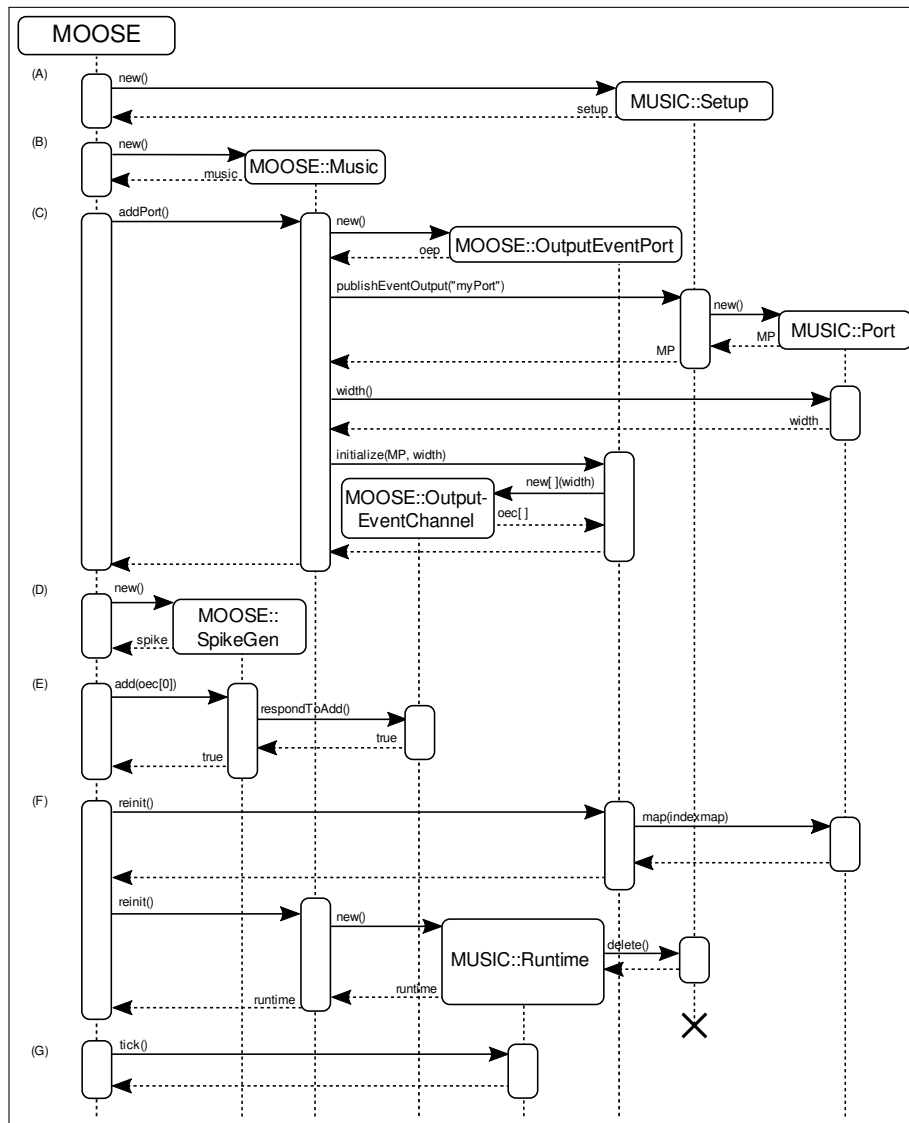 MOOSE
(A)
new()
MUSIC::Setup
setup
(B)
new()
MOOSE::Music
music
(C)
addPort()
new()
MOOSE::OutputEventPort
oep
publishEventOutput("myPort")
new()
MUSIC::Port
MP
MP
width()
width
initialize(MP, width)
new[ ](width)
MOOSE::Output-
EventChannel
oec[ ]
(D)
new()
MOOSE::
SpikeGen
spike
(E)
add(oec[0])
respondToAdd()
true
true
(F)
reinit()
map(indexmap)
reinit()
new()
MUSIC::Runtime
delete()
runtime
runtime
(G)
tick()